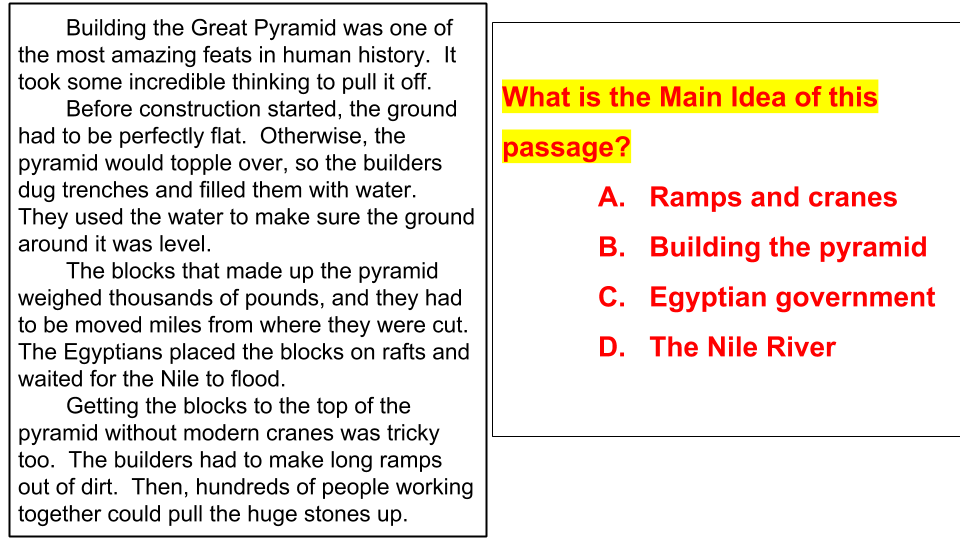 Building the Great Pyramid was one of
the most amazing feats in human history.  It
took some incredible thinking to pull it off.
Before construction started, the ground
had to be perfectly flat.  Otherwise, the
pyramid would topple over, so the builders
dug trenches and filled them with water.
They used the water to make sure the ground
around it was level.
The blocks that made up the pyramid
weighed thousands of pounds, and they had
to be moved miles from where they were cut.
The Egyptians placed the blocks on rafts and
waited for the Nile to flood.
Getting the blocks to the top of the
pyramid without modern cranes was tricky
too.  The builders had to make long ramps
out of dirt.  Then, hundreds of people working
together could pull the huge stones up.
What is the Main Idea of this
passage?
A. Ramps and cranes
B. Building the pyramid
C. Egyptian government
D. The Nile River